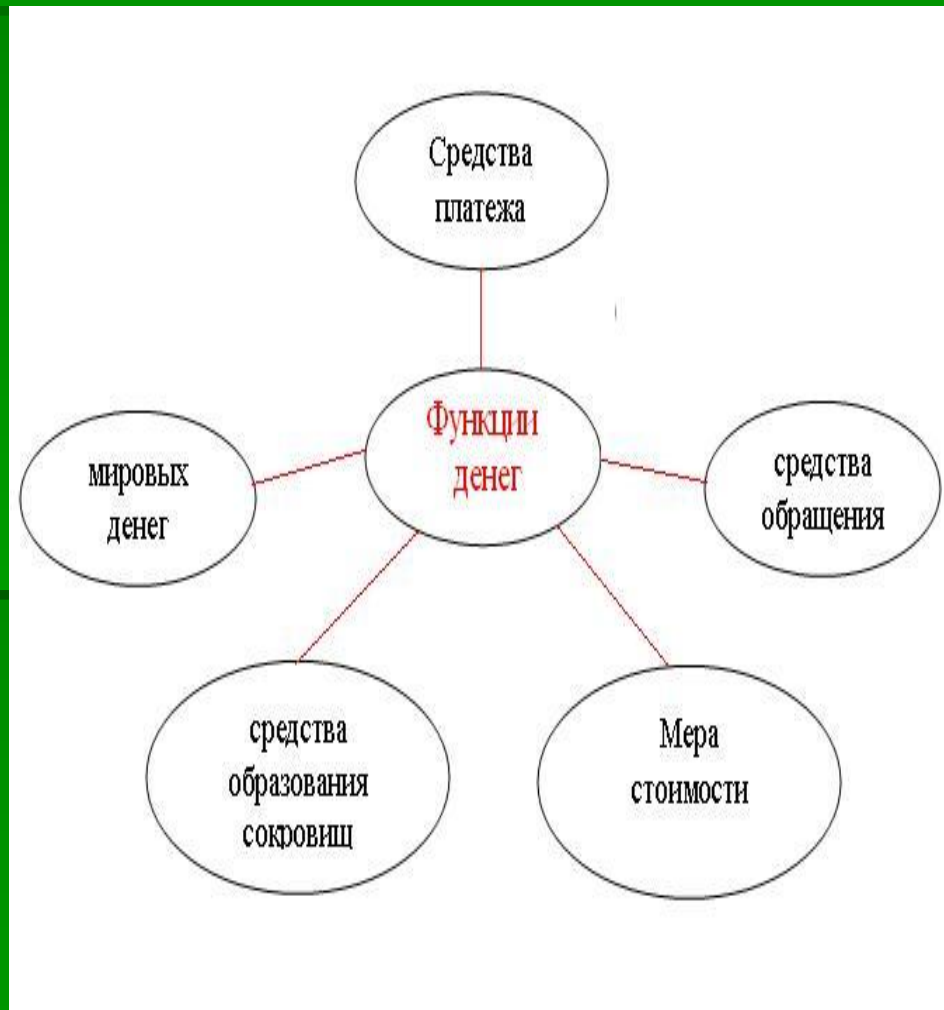 Средства
платежа
Функции
денег
мировых
денег
средства
обращения
средства
образования
сокровищ
Мера
стоимости